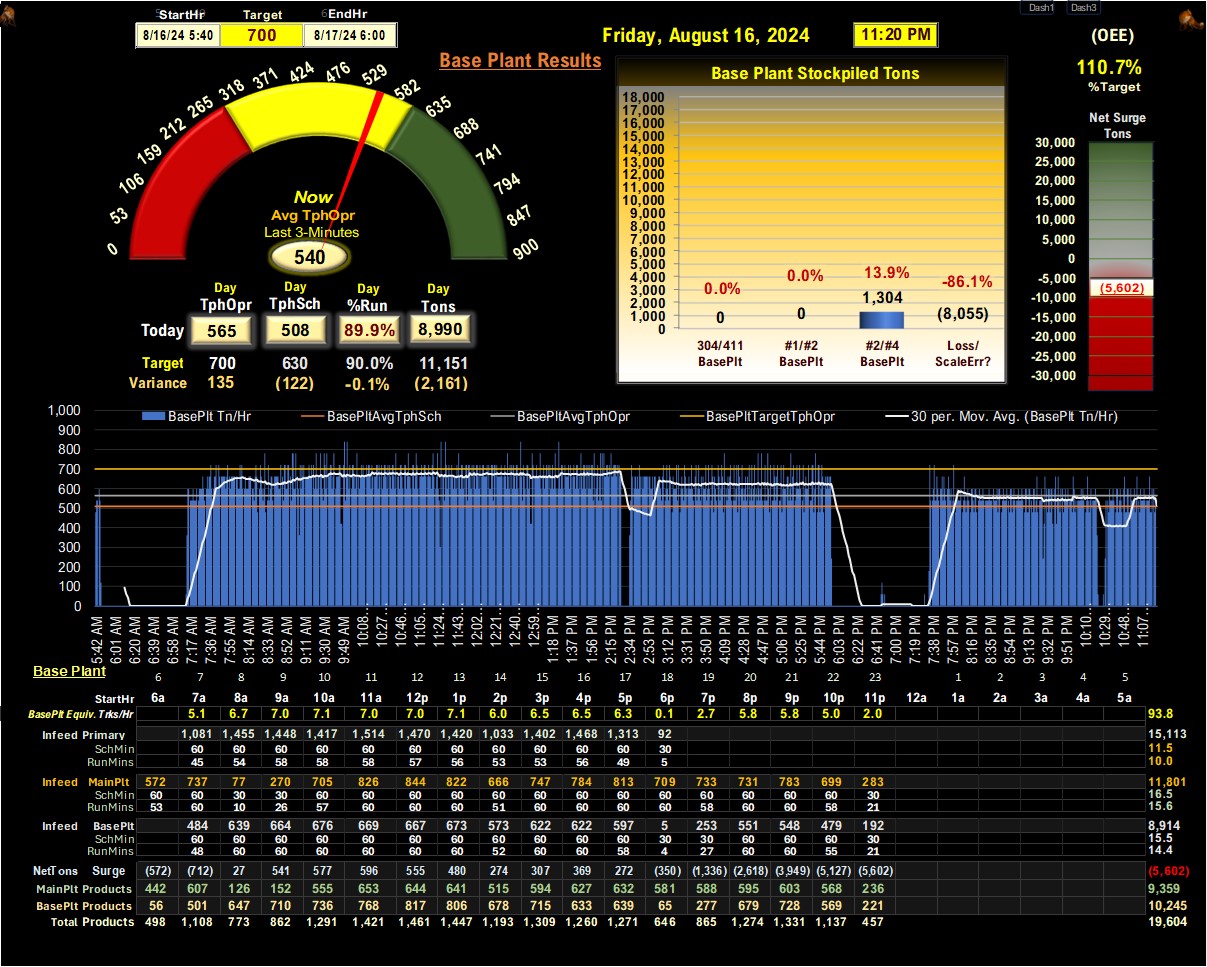 StartHr Target EndHr
8/16/24 5:40 700 8/17/24 6:00
Dash1 Dash3
Friday, August 16, 2024 11:20 PM
(OEE)
110.7%
%Target
Base Plant Results
0 53 106 159 212 265 318 371 424 476 529 582 635 688 741 794 847 900
Now
Avg TphOpr
Last 3-Minutes
540
Day Day Day Day
TphOpr TphSch %Run Tons
Today 565 508 89.9% 8,990
Target 700 630 90.0% 11,151
Variance 135 (122) -0.1% (2,161)
Base Plant Stockpiled Tons
18,000
17,000
16,000
15,000
14,000
13,000
12,000
11,000
10,000
9,000
8,000
7,000
6,000
5,000
4,000
3,000
2,000
1,000
0
0.0% 0.0% 13.9% -86.1%
0 0 1,304 (8,055)
304/411 #1/#2 #2/#4 Loss/
BasePlt BasePlt BasePlt ScaleErr?
Net Surge
Tons
30,000
25,000
20,000
15,000
10,000
5,000
0
-5,000
(5,602)
-10,000
-15,000
-20,000
-25,000
-30,000
BasePlt Tn/Hr BasePltAvgTphSch BasePltAvgTphOpr BasePltTargetTphOpr 30 per. Mov. Avg. (BasePlt Tn/Hr)
1,000
900
800
700
600
500
400
300
200
100
0
5:42 AM 6:01 AM 6:20 AM 6:39 AM 6:58 AM 7:17 AM 7:36 AM 7:55 AM 8:14 AM 8:33 AM 8:52 AM 9:11 AM 9:30 AM 9:49 AM 10:08… 10:27… 10:46… 11:05… 11:24… 11:43… 12:02… 12:21… 12:40… 12:59… 1:18 PM 1:37 PM 1:56 PM 2:15 PM 2:34 PM 2:53 PM 3:12 PM 3:31 PM 3:50 PM 4:09 PM 4:28 PM 4:47 PM 5:06 PM 5:25 PM 5:44 PM 6:03 PM 6:22 PM 6:41 PM 7:00 PM 7:19 PM 7:38 PM 7:57 PM 8:16 PM 8:35 PM 8:54 PM 9:13 PM 9:32 PM 9:51 PM 10:10… 10:29… 10:48… 11:07…
Base Plant
6 7 8 9 10 11 12 13 14 15 16 17 18 19 20 21 22 23 1 2 3 4 5
StartHr 6a 7a 8a 9a 10a 11a 12p 1p 2p 3p 4p 5p 6p 7p 8p 9p 10p 11p 12a 1a 2a 3a 4a 5a
BasePlt Equiv. Trks/Hr 5.1 6.7 7.0 7.1 7.0 7.0 7.1 6.0 6.5 6.5 6.3 0.1 2.7 5.8 5.8 5.0 2.0 93.8
Infeed Primary 1,081 1,455 1,448 1,417 1,514 1,470 1,420 1,033 1,402 1,468 1,313 92 15,113
SchMin 60 60 60 60 60 60 60 60 60 60 60 30 11.5
RunMins 45 54 58 58 58 57 56 53 53 56 49 5 10.0
Infeed MainPlt 572 737 77 270 705 826 844 822 666 747 784 813 709 733 731 783 699 283 11,801
SchMin 60 60 30 30 60 60 60 60 60 60 60 60 60 60 60 60 60 30 16.5
RunMins 53 60 10 26 57 60 60 60 51 60 60 60 60 58 60 60 58 21 15.6
Infeed BasePlt 484 639 664 676 669 667 673 573 622 622 597 5 253 551 548 479 192 8,914
SchMin 60 60 60 60 60 60 60 60 60 60 60 30 30 60 60 60 30 15.5
RunMins 48 60 60 60 60 60 60 52 60 60 58 4 27 60 60 55 21 14.4
NetTons Surge (572) (712) 27 541 577 596 555 480 274 307 369 272 (350) (1,336) (2,618) (3,949) (5,127) (5,602) (5,602)
MainPlt Products 442 607 126 152 555 653 644 641 515 594 627 632 581 588 595 603 568 236 9,359
BasePlt Products 56 501 647 710 736 768 817 806 678 715 633 639 65 277 679 728 569 221 10,245
Total Products 498 1,108 773 862 1,291 1,421 1,461 1,447 1,193 1,309 1,260 1,271 646 865 1,274 1,331 1,137 457 19,604